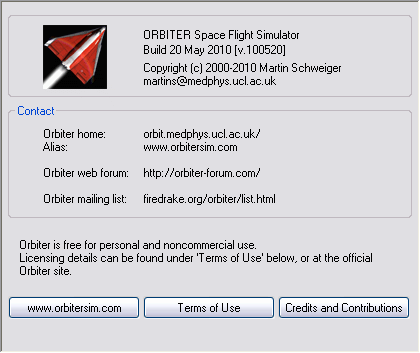 ORBITER Space Flight Simulator
Build 20 May 2010 [v.100520]
Copyright (c) 2000-2010 Martin Schweiger
martins@medphys.ucl.ac.uk
Contact
Orbiter home: orbit.medphys.ucl.ac.uk/
Alias: www.orbitersim.com
Orbiter web forum: http://orbiter-forum.com/
Orbiter mailing list: firedrake.org/orbiter/list.html
Orbiter is free for personal and noncommercial use.
Licensing details can be found under 'Terms of Use' below, or at the official
Orbiter site.
www.orbitersim.com Terms of Use Credits and Contributions